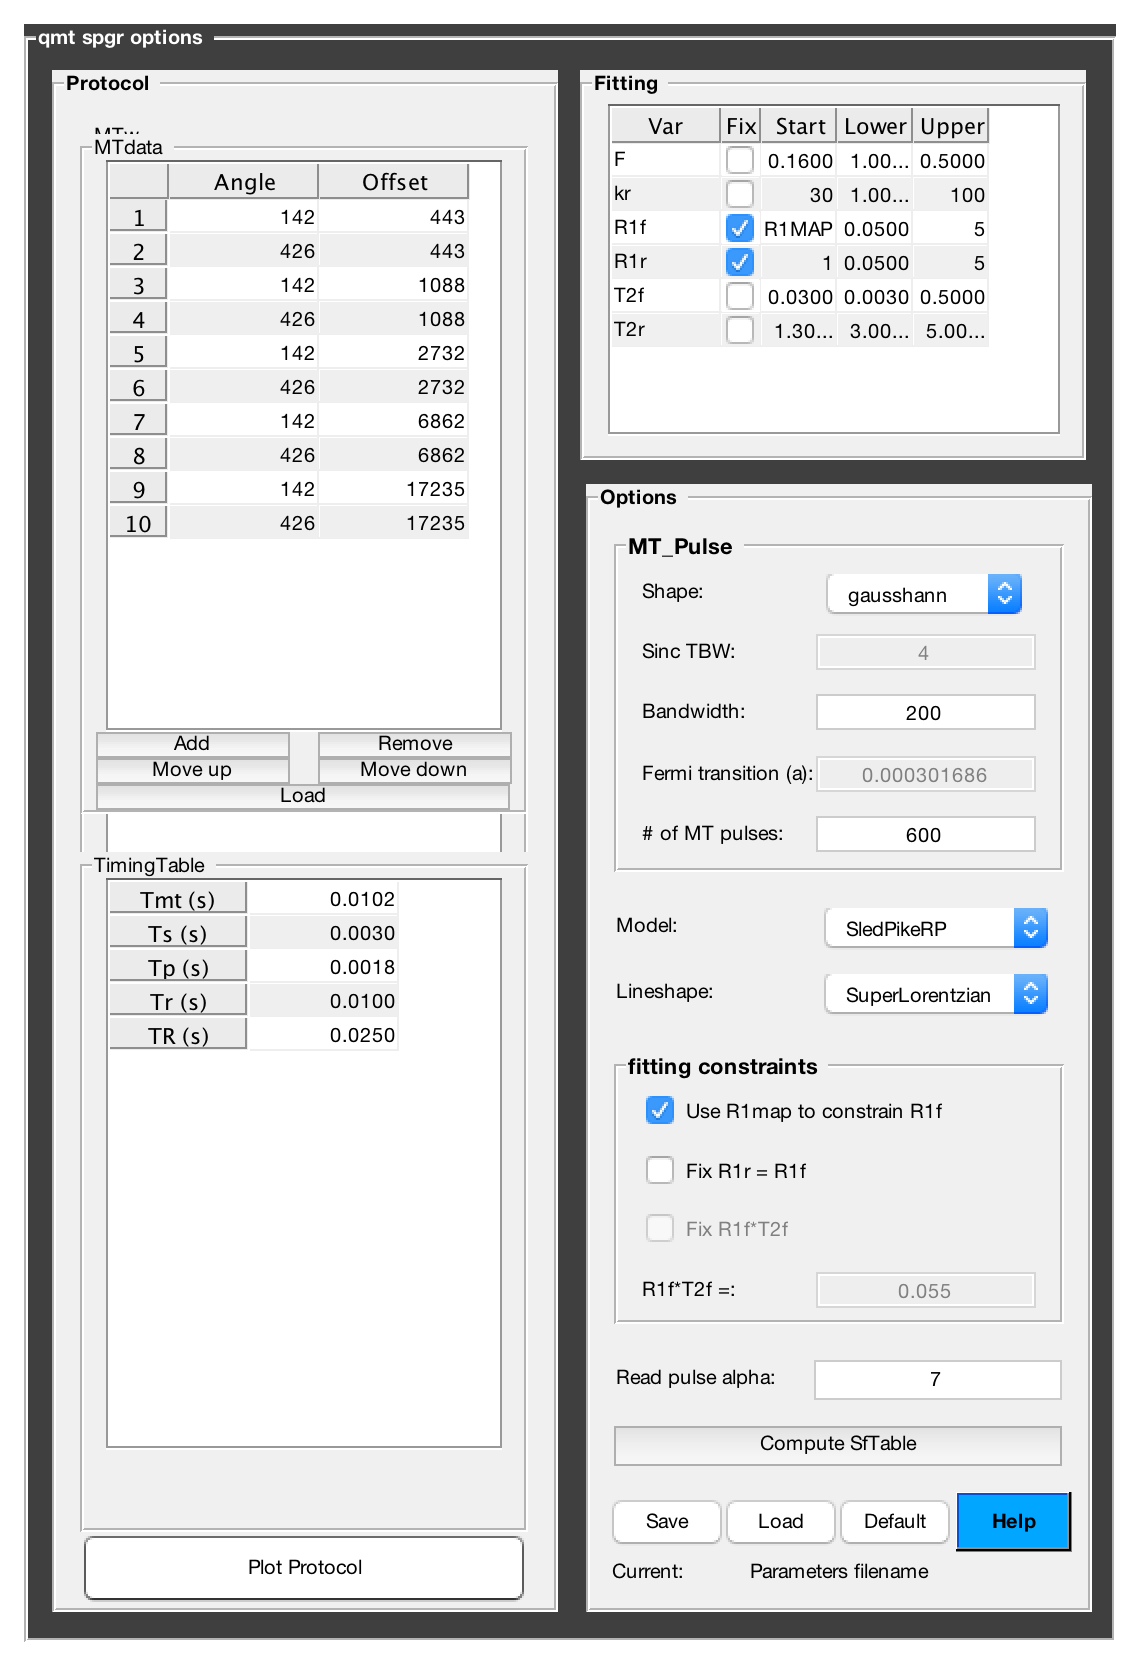 qmt spgr options
Protocol
MTdata
Angle Offset
1 142 443
2 426 443
3 142 1088
4 426 1088
5 142 2732
6 426 2732
7 142 6862
8 426 6862
9 142 17235
10 426 17235
Add Remove
Move up Move down
Load
TimingTable
Tmt (s) 0.0102
Ts (s) 0.0030
Tp (s) 0.0018
Tr (s) 0.0100
TR (s) 0.0250
Plot Protocol
Fitting
Var Fix Start Lower Upper
F 0.1600 1.00... 0.5000
kr 30 1.00... 100
R1f R1MAP 0.0500 5
R1r 1 0.0500 5
T2f 0.0300 0.0030 0.5000
T2r 1.30... 3.00... 5.00...
Options
MT_Pulse
Shape: gausshann
Sinc TBW: 4
Bandwidth: 200
Fermi transition (a): 0.000301686
# of MT pulses: 600
Model: SledPikeRP
Lineshape: SuperLorentzian
fitting constraints
Use R1map to constrain R1f
Fix R1r = R1f
Fix R1f*T2f
R1f*T2f =: 0.055
Read pulse alpha: 7
Compute SfTable
Save Load Default Help
Current: Parameters filename